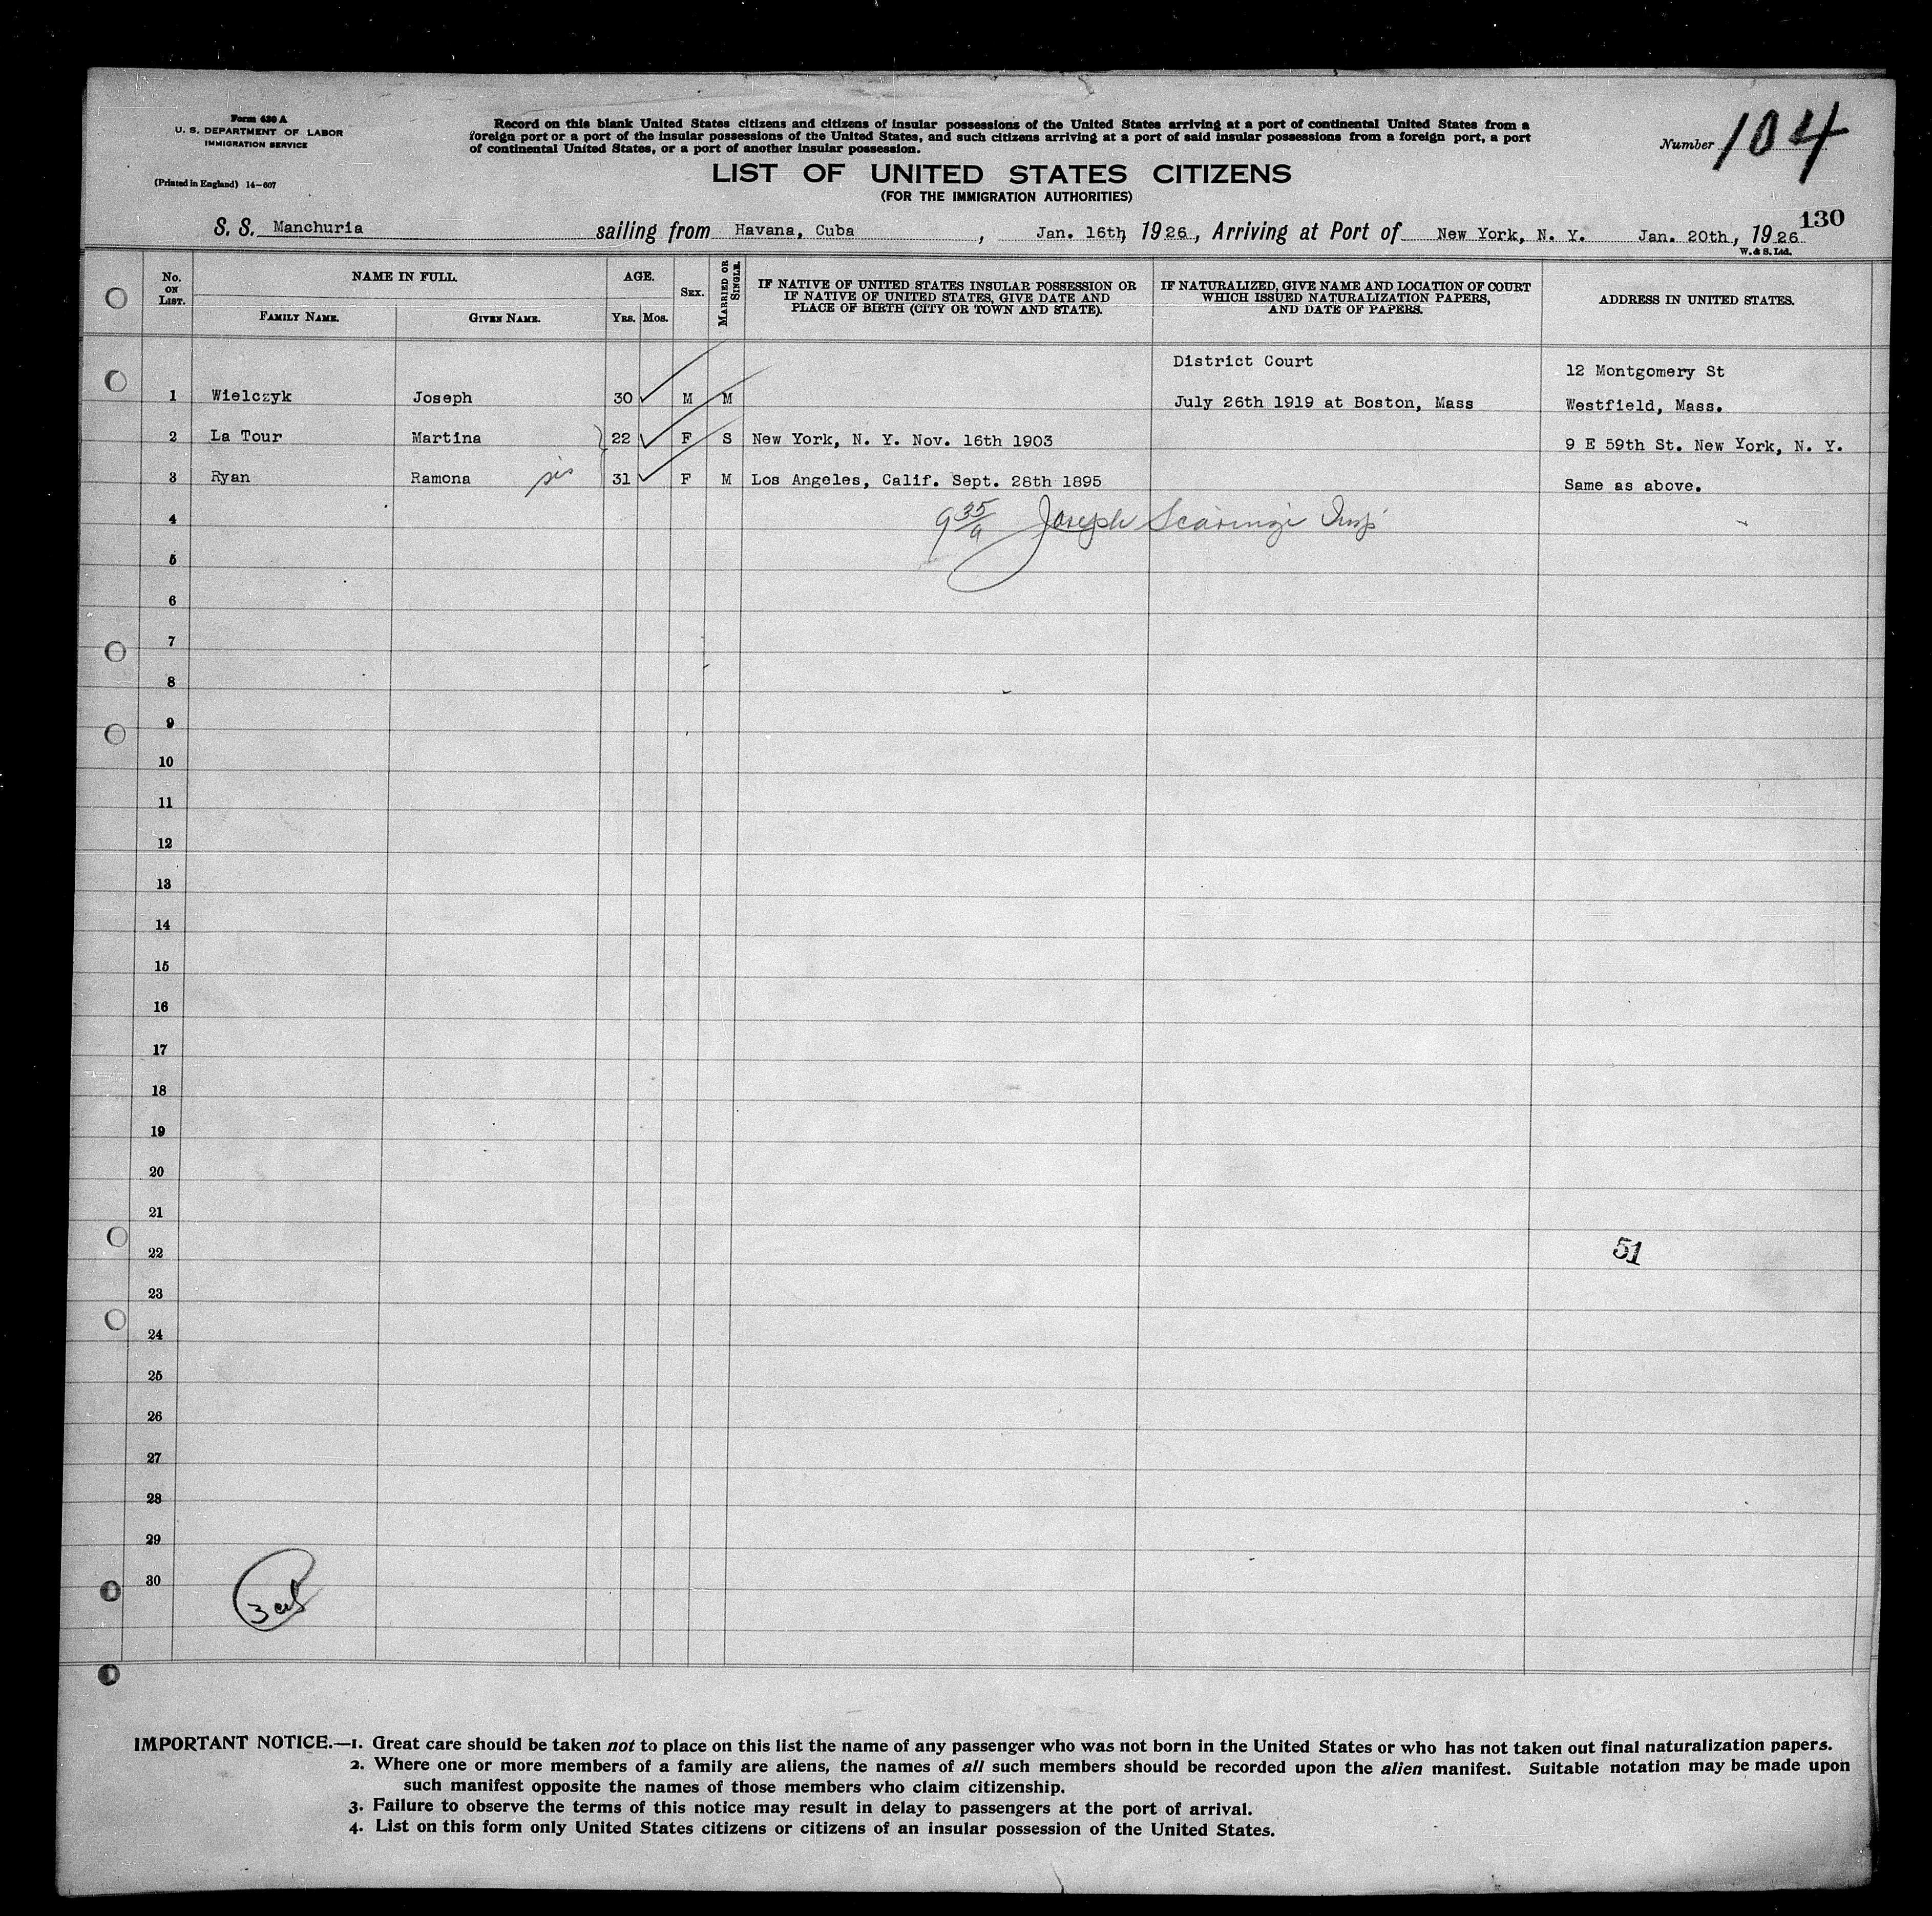 Form 630 A
U. S. DEPARTMENT OF LABOR
IMMIGRATION SERVICE
(Printed in England) 14-607
Record on this blank United States citizens and citizens of insular possessions of the United States arriving at a port of continental United States from a
foreign port or a port of the insular possessions of the United States, and such citizens arriving at a port of said insular possessions from a foreign port, a port
of continental United States, or a port of another insular possession.
Number 104
LIST OF UNITED STATES CITIZENS
(FOR THE IMMIGRATION AUTHORITIES)
130
S. S. Manchuria sailing from Havana, Cuba, Jan. 16th, 1926, Arriving at Port of New York, N. Y. Jan. 20th, 1926
W. & S. Ltd.
No. ON LIST. NAME IN FULL. AGE. SEX. MARRIED OR SINGLE. IF NATIVE OF UNITED STATES INSULAR POSSESSION OR IF NATIVE OF UNITED STATES, GIVE DATE AND PLACE OF BIRTH (CITY OR TOWN AND STATE). IF NATURALIZED, GIVE NAME AND LOCATION OF COURT WHICH ISSUED NATURALIZATION PAPERS, AND DATE OF PAPERS. ADDRESS IN UNITED STATES.
FAMILY NAME. GIVEN NAME. YRS. MOS.
District Court 12 Montgomery St
1 Wielczyk Joseph 30 M M July 26th 1919 at Boston, Mass Westfield, Mass.
2 La Tour Martina 22 F S New York, N. Y. Nov. 16th 1903 9 E 59th St. New York, N. Y.
3 Ryan Ramona sis 31 F M Los Angeles, Calif. Sept. 28th 1895 Same as above.
4 9 35/a Joseph Scaringi Insp
5
6
7
8
9
10
11
12
13
14
15
16
17
18
19
20
21
22 51
23
24
25
26
27
28
29
30
3
IMPORTANT NOTICE.—1. Great care should be taken not to place on this list the name of any passenger who was not born in the United States or who has not taken out final naturalization papers.
2. Where one or more members of a family are aliens, the names of all such members should be recorded upon the alien manifest. Suitable notation may be made upon
such manifest opposite the names of those members who claim citizenship.
3. Failure to observe the terms of this notice may result in delay to passengers at the port of arrival.
4. List on this form only United States citizens or citizens of an insular possession of the United States.